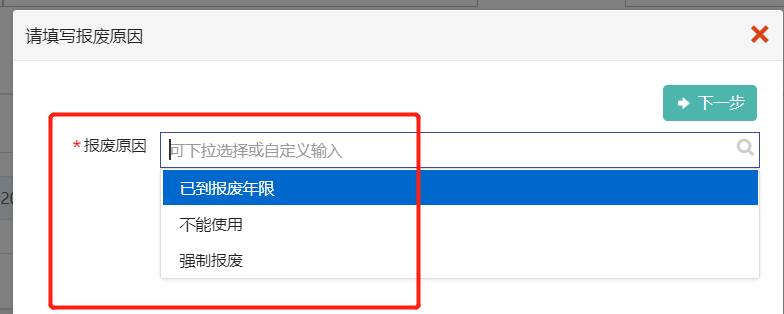 请填写报废原因
下一步
*报废原因
可下拉选择或自定义输入
已到报废年限
不能使用
强制报废
20